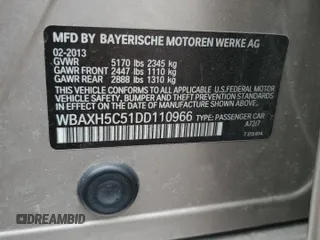 MFD BY BAYERISCHE MOTOREN WERKE AG
02-2013
GVWR 5170 lbs 2345 kg
GAWR FRONT 2447 lbs 1110 kg
GAWR REAR 2888 lbs 1310 kg
THIS VEHICLE CONFORMS TO ALL APPLICABLE U.S. FEDERAL MOTOR
VEHICLE SAFETY, BUMPER, AND THEFT PREVENTION STANDARDS IN
EFFECT ON THE DATE OF MANUFACTURE SHOWN ABOVE.
WBAXH5C51DD110966 TYPE: PASSENGER CAR
A72/7
DREAMBID